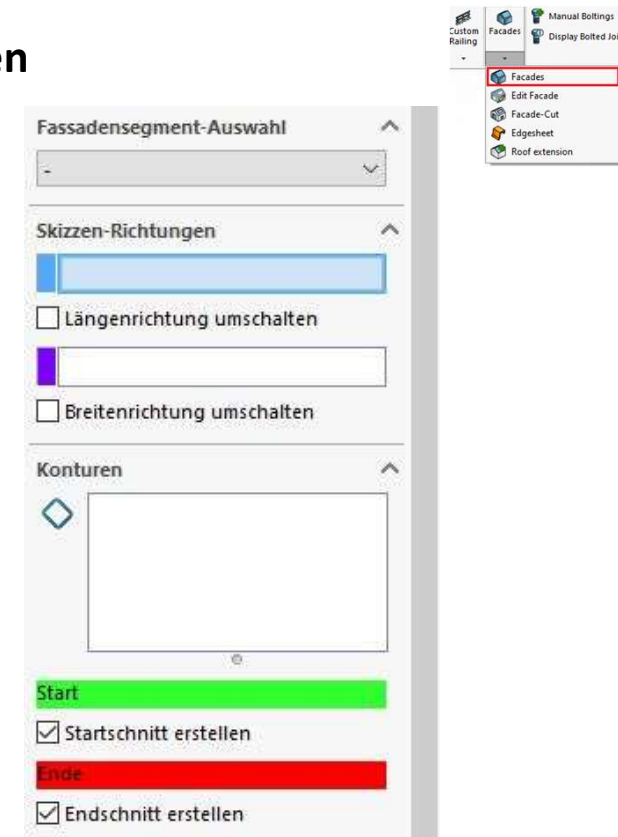 en
Custom Railing
Facades
Manual Boltings
Display Bolted Joi
Facades
Edit Facade
Facade-Cut
Edgesheet
Roof extension
Fassadensegment-Auswahl
-
Skizzen-Richtungen
Längenrichtung umschalten
Breitenrichtung umschalten
Konturen
Start
Startschnitt erstellen
Ende
Endschnitt erstellen